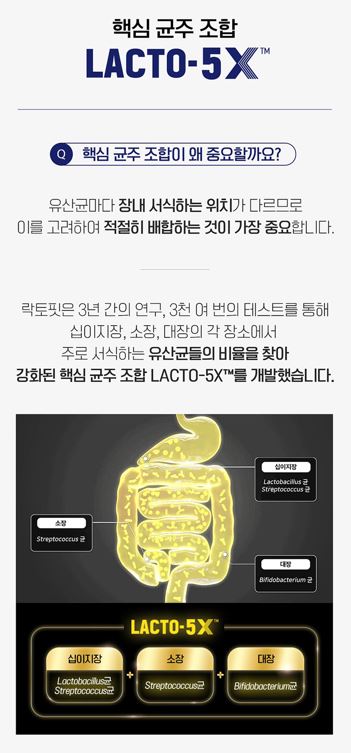 핵심 균주 조합
LACTO-5X™
Q 핵심 균주 조합이 왜 중요할까요?
유산균마다 장내 서식하는 위치가 다르므로
이를 고려하여 적절히 배합하는 것이 가장 중요합니다.
락토핏은 3년 간의 연구, 3천 여 번의 테스트를 통해
십이지장, 소장, 대장의 각 장소에서
주로 서식하는 유산균들의 비율을 찾아
강화된 핵심 균주 조합 LACTO-5X™를 개발했습니다.
십이지장
Lactobacillus 균
Streptococcus 균
소장
Streptococcus 균
대장
Bifidobacterium 균
LACTO-5X™
십이지장
Lactobacillus균
Streptococcus균
+
소장
Streptococcus균
+
대장
Bifidobacterium균